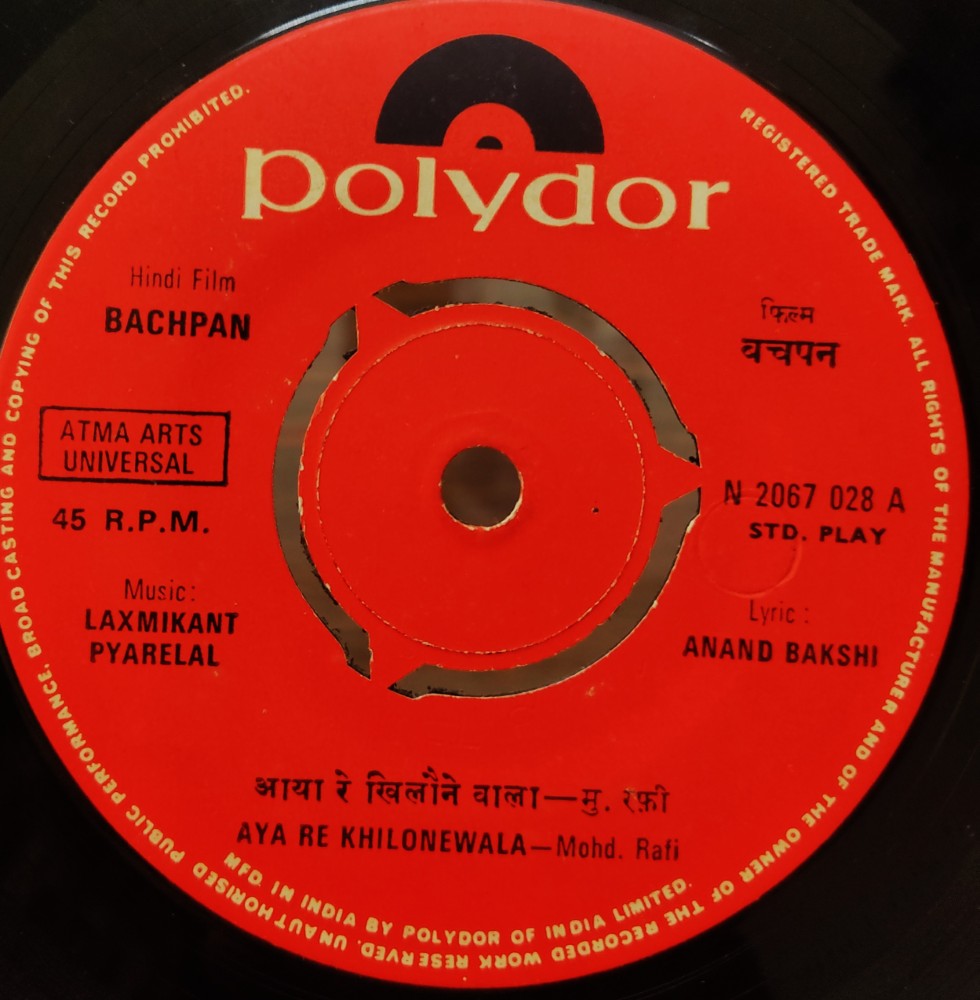 polydor
Hindi Film
BACHPAN
फिल्म
बचपन
ATMA ARTS
UNIVERSAL
45 R.P.M.
N 2067 028 A
STD. PLAY
Music:
LAXMIKANT
PYARELAL
Lyric :
ANAND BAKSHI
आया रे खिलौने वाला—मु. रफ़ी
AYA RE KHILONEWALA—Mohd. Rafi
MFD. IN INDIA BY POLYDOR OF INDIA LIMITED.
REGISTERED TRADE MARK. ALL RIGHTS OF THE MANUFACTURER AND OF THE OWNER OF THE RECORDED WORK RESERVED. UNAUTHORISED PUBLIC PERFORMANCE, BROADCASTING AND COPYING OF THIS RECORD PROHIBITED.